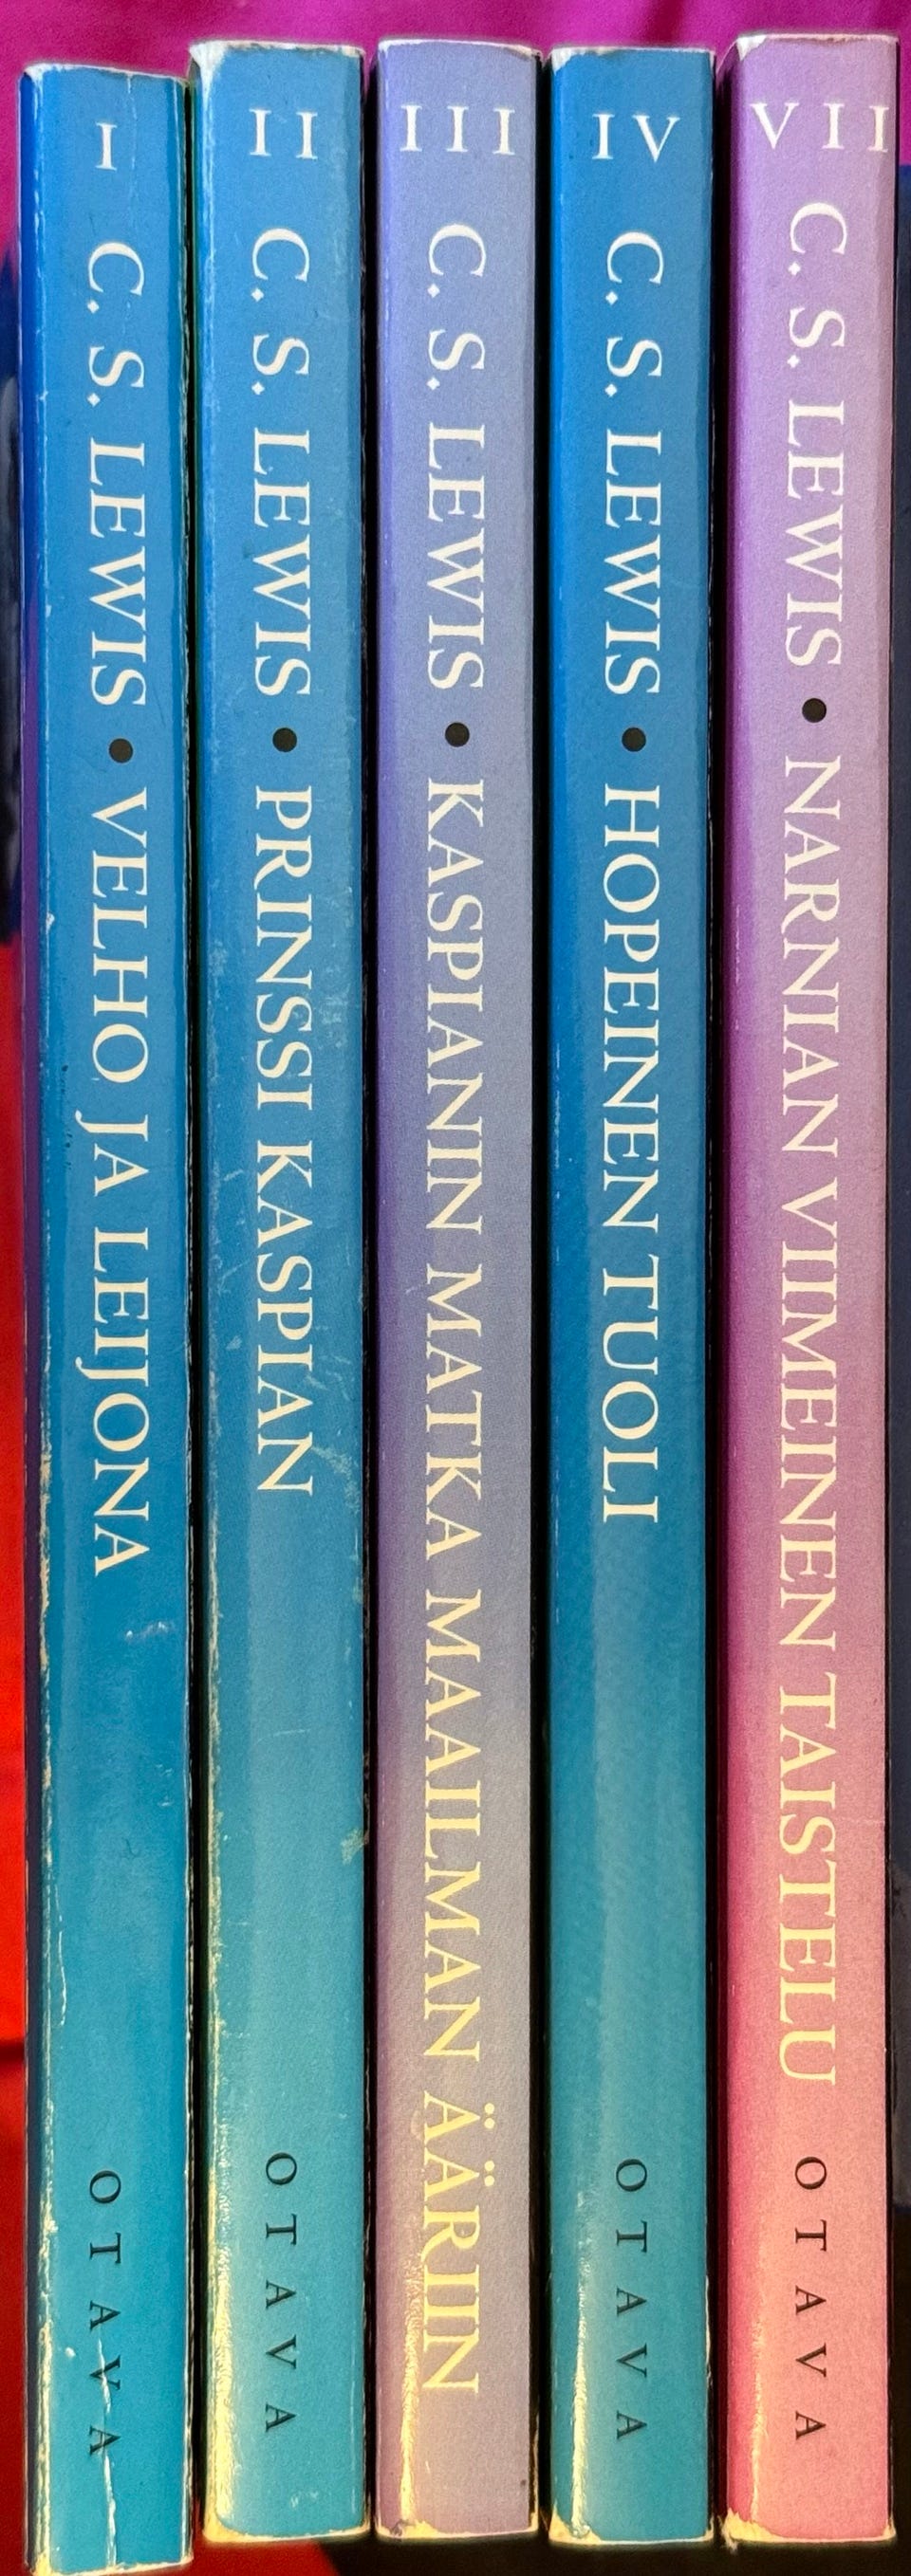 I
C. S. LEWIS • VELHO JA LEIJONA
OTAVA
II
C. S. LEWIS • PRINSSI KASPIAN
OTAVA
III
C. S. LEWIS • KASPIANIN MATKA MAAILMAN ÄÄRIIN
IV
C. S. LEWIS • HOPEINEN TUOLI
OTAVA
VII
C. S. LEWIS • NARNIAN VIIMEINEN TAISTELU
OTAVA